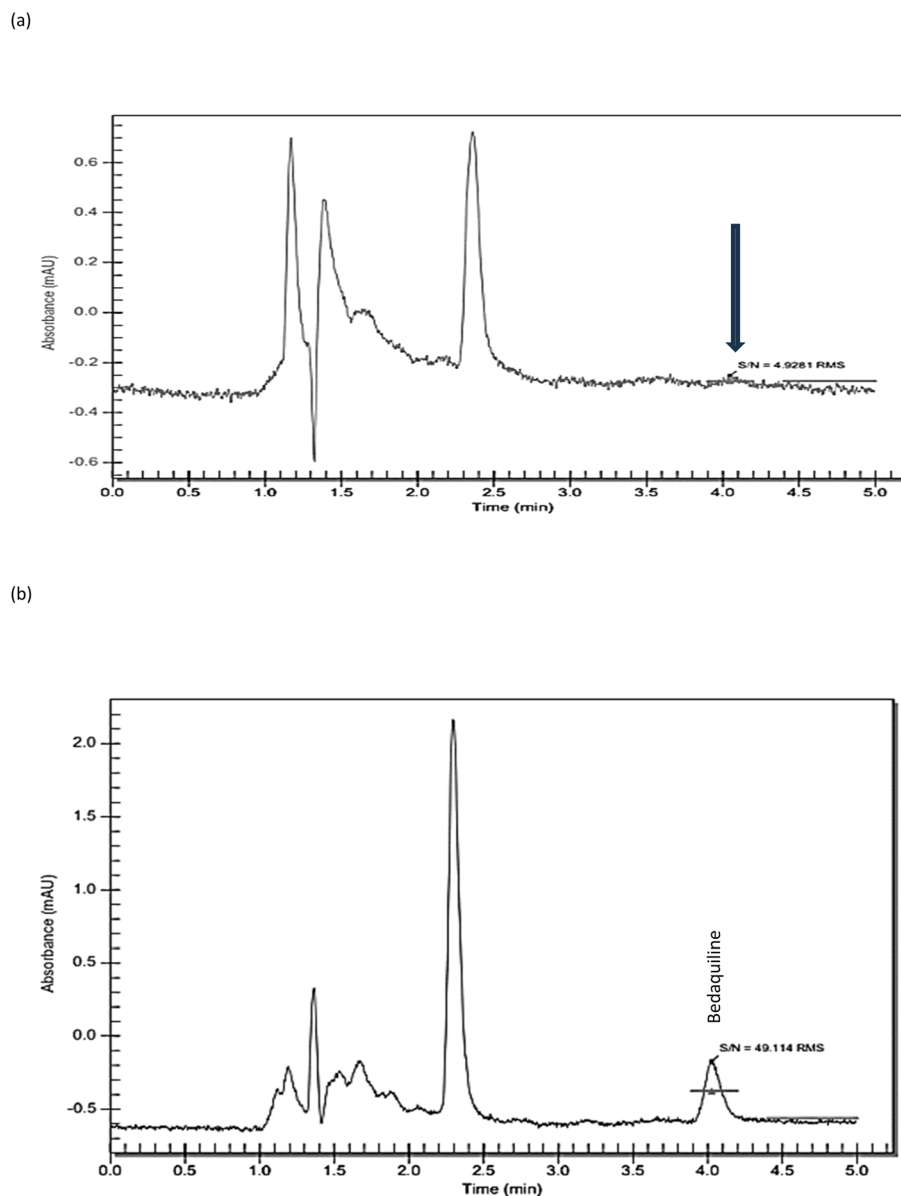 (a)
Absorbance (mAU)
0.6
0.4
0.2
0.0
-0.2
-0.4
-0.6
S/N = 4.9281 RMS
0.0 0.5 1.0 1.5 2.0 2.5 3.0 3.5 4.0 4.5 5.0
Time (min)
(b)
Absorbance (mAU)
2.0
1.5
1.0
0.5
0.0
-0.5
Bedaquiline
S/N = 49.114 RMS
0.0 0.5 1.0 1.5 2.0 2.5 3.0 3.5 4.0 4.5 5.0
Time (min)